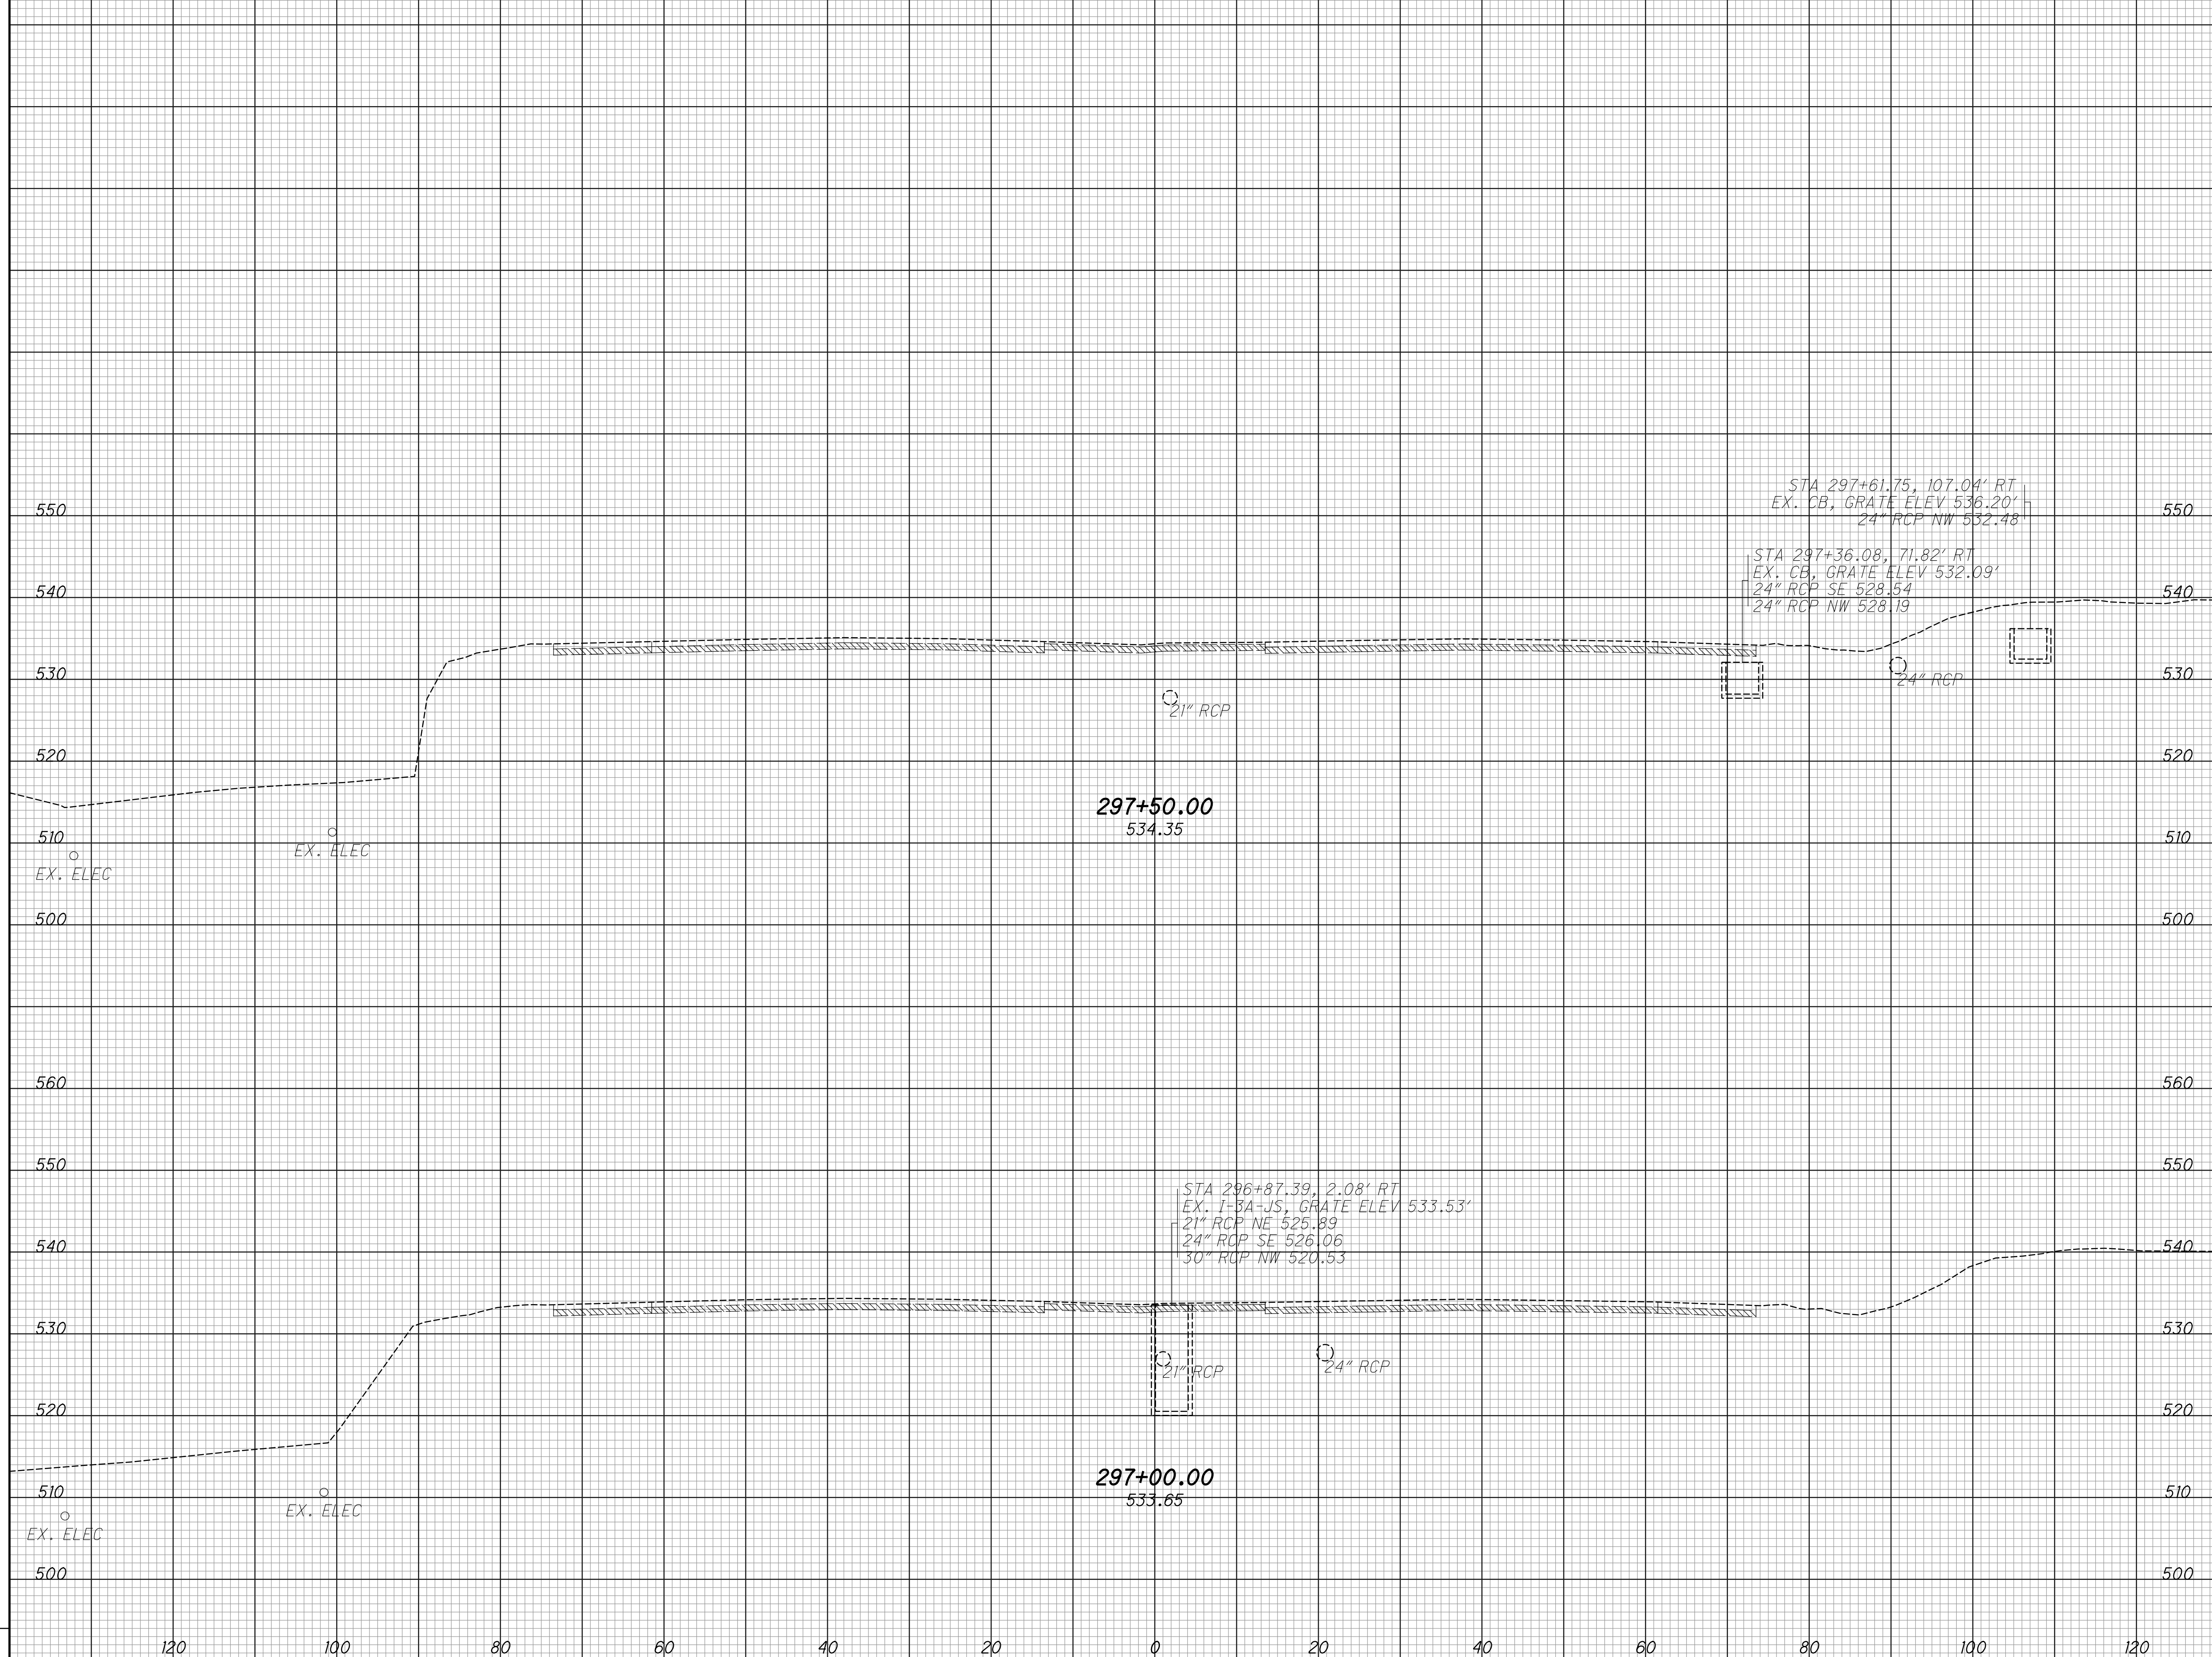 STA 297+61.75, 107.04' RT
EX. CB, GRATE ELEV 536.20'
24" RCP NW 532.48
550 550
STA 297+36.08, 71.82' RT
EX. CB, GRATE ELEV 532.09'
24" RCP SE 528.54
24" RCP NW 528.19
540 540
530 530
24" RCP
21" RCP
520 520
297+50.00
534.35
510 510
EX. ELEC
EX. ELEC
500 500
560 560
550 550
STA 296+87.39, 2.08' RT
EX. I-3A-JS, GRATE ELEV 533.53'
21" RCP NE 525.89
24" RCP SE 526.06
30" RCP NW 520.53
540 540
530 530
21" RCP
24" RCP
520 520
297+00.00
533.65
510 510
EX. ELEC
EX. ELEC
500 500
120 100 80 60 40 20 0 20 40 60 80 100 120